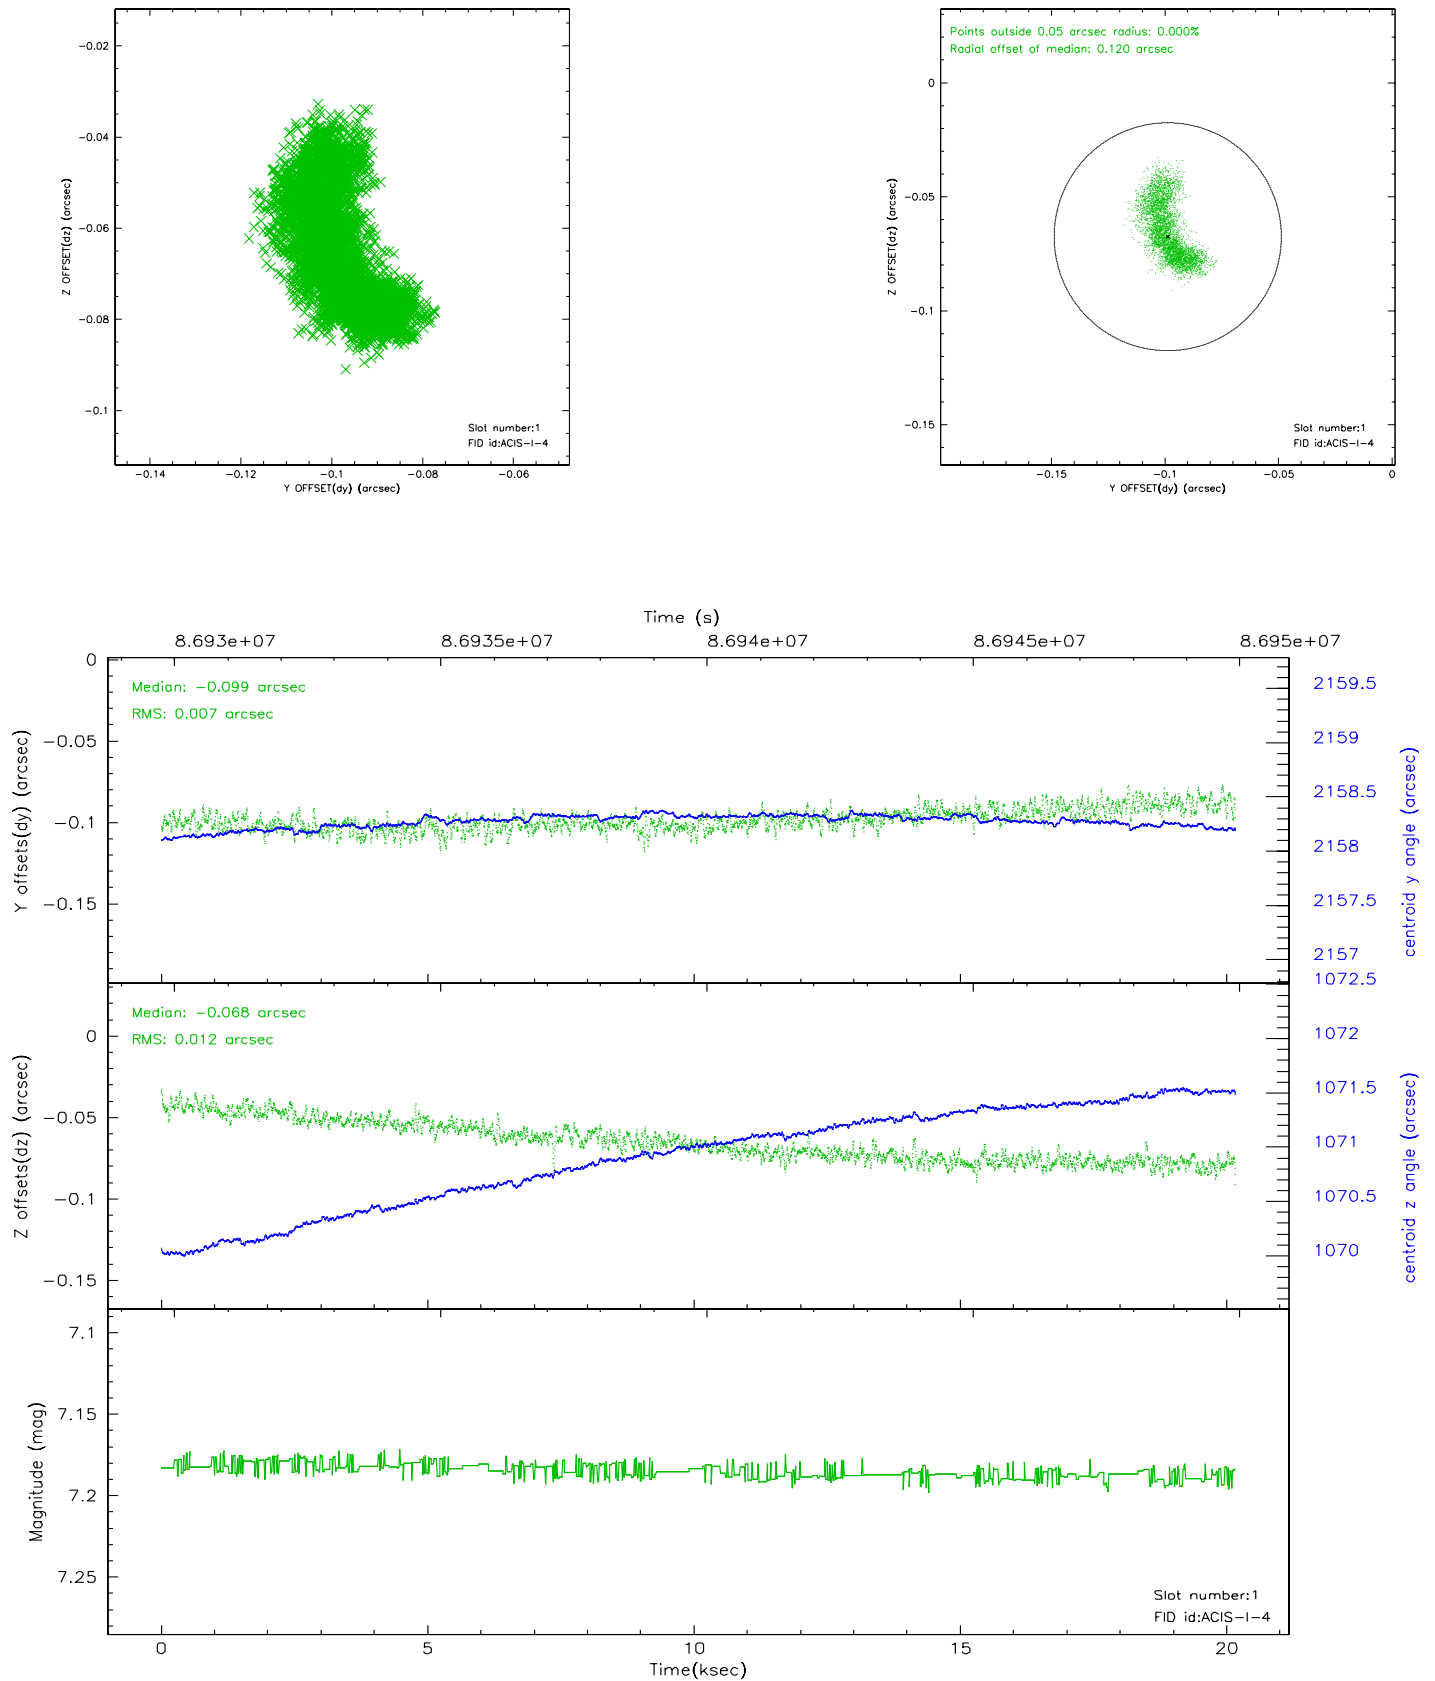 −0.02
−0.04
−0.06
−0.08
−0.1
Z OFFSET(dz) (arcsec)
Slot number:1
FID id:ACIS−I−4
−0.14 −0.12 −0.1 −0.08 −0.06
Y OFFSET(dy) (arcsec)
Points outside 0.05 arcsec radius: 0.000%
Radial offset of median: 0.120 arcsec
0
−0.05
−0.1
−0.15
Z OFFSET(dz) (arcsec)
Slot number:1
FID id:ACIS−I−4
−0.15 −0.1 −0.05 0
Y OFFSET(dy) (arcsec)
Time (s)
8.693e+07 8.6935e+07 8.694e+07 8.6945e+07 8.695e+07
Median: −0.099 arcsec
RMS: 0.007 arcsec
0
−0.05
−0.1
−0.15
Y offsets(dy) (arcsec)
2159.5
2159
2158.5
2158
2157.5
2157
centroid y angle (arcsec)
Median: −0.068 arcsec
RMS: 0.012 arcsec
0
−0.05
−0.1
−0.15
Z offsets(dz) (arcsec)
1072.5
1072
1071.5
1071
1070.5
1070
centroid z angle (arcsec)
7.1
7.15
7.2
7.25
Magnitude (mag)
Slot number:1
FID id:ACIS−I−4
0 5 10 15 20
Time(ksec)